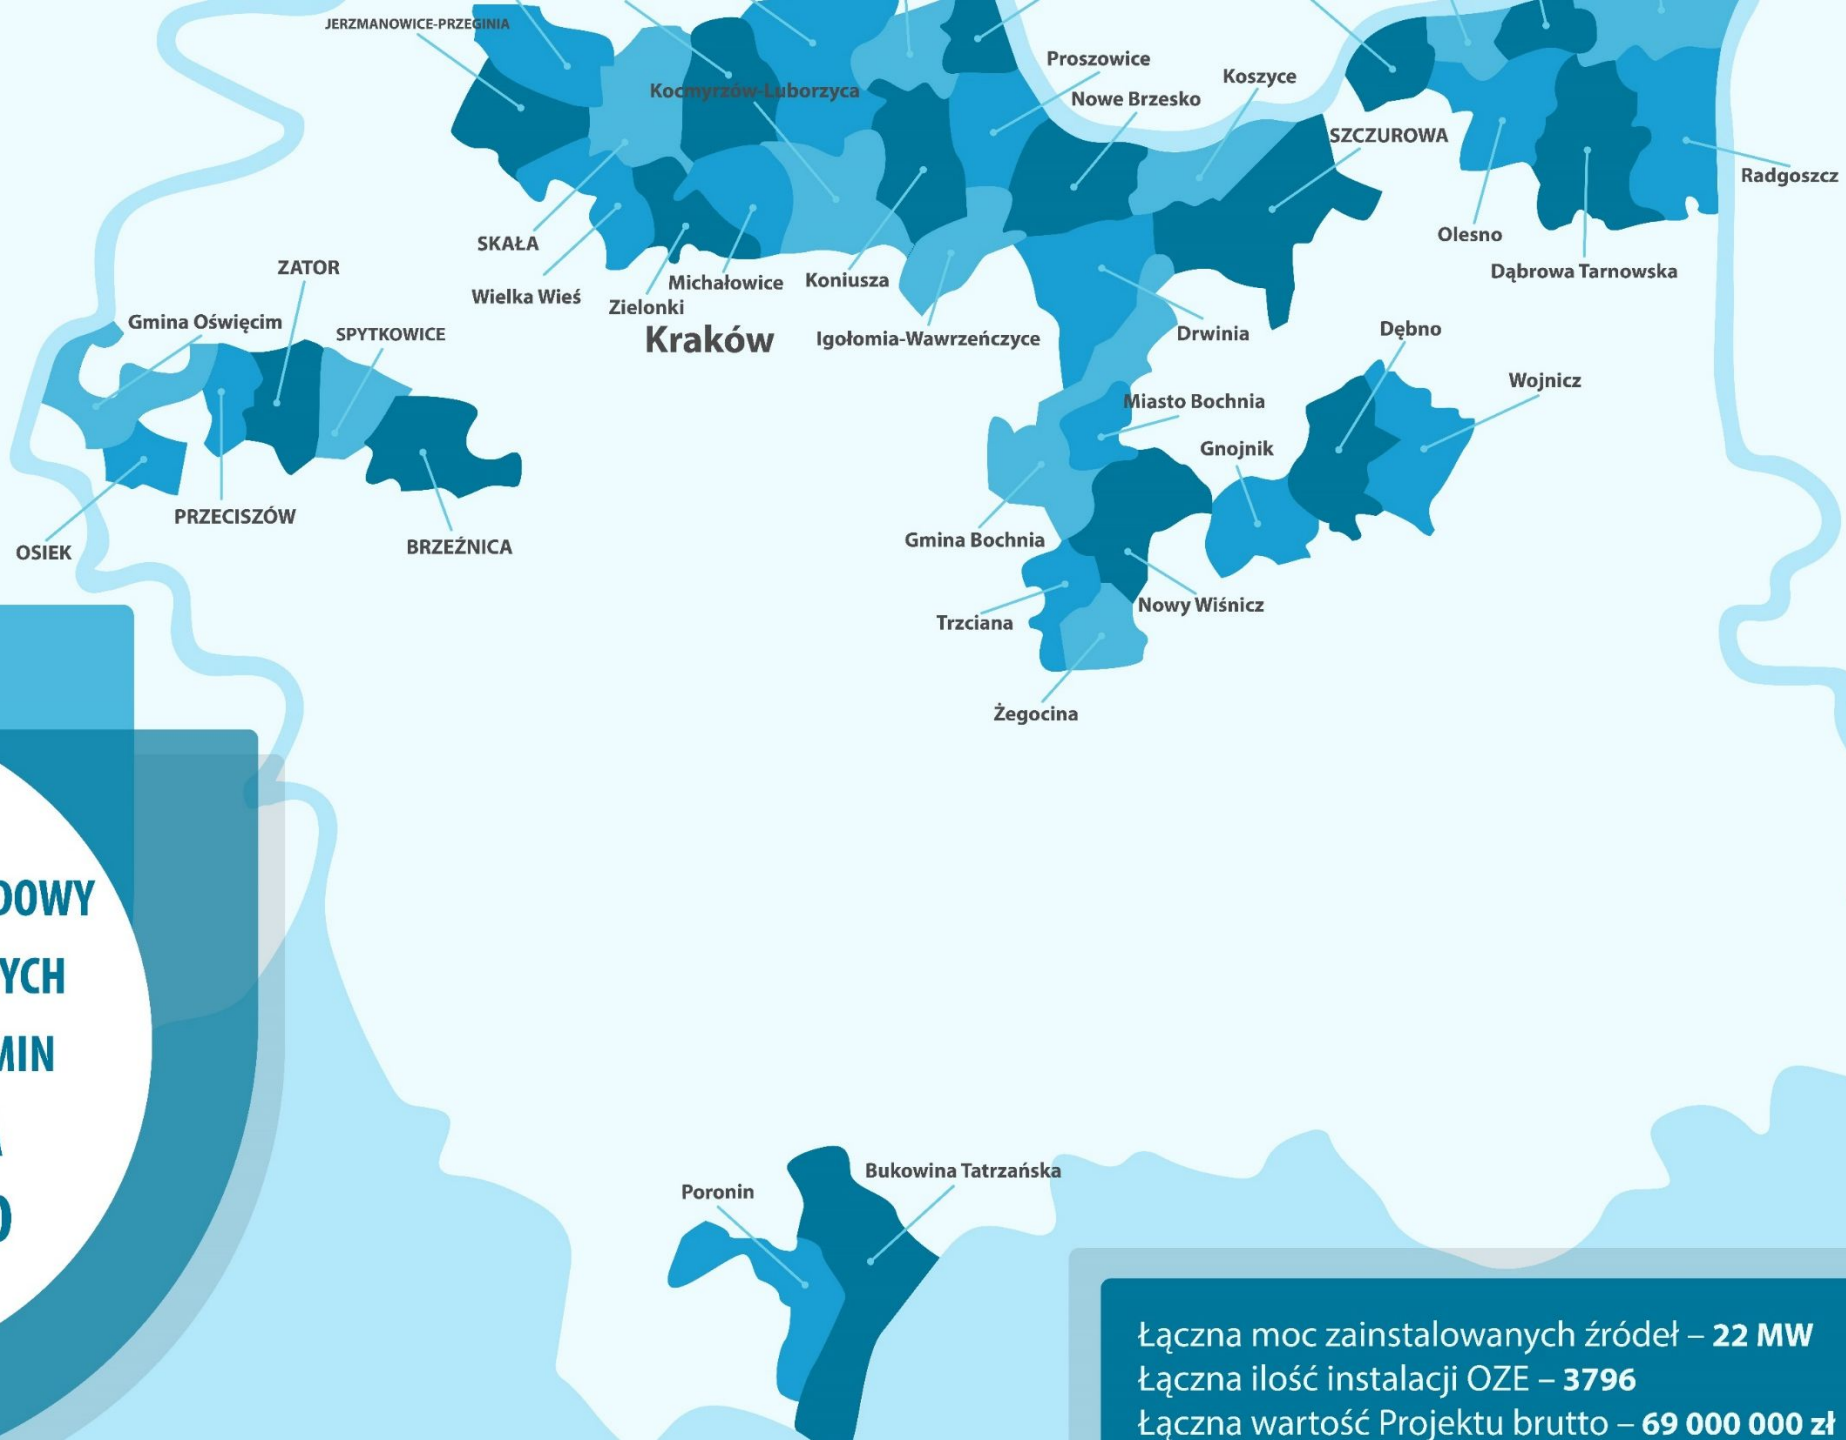 JERZMANOWICE-PRZEGINIA
Proszowice
Koszyce
Kocmyrzów-Luborzyca
Nowe Brzesko
SZCZUROWA
Radgoszcz
SKAŁA
Olesno
ZATOR
Dąbrowa Tarnowska
Michałowice
Koniusza
Wielka Wieś
Zielonki
Gmina Oświęcim
SPYTKOWICE
Kraków
Igołomia-Wawrzeńczyce
Drwinia
Dębno
Wojnicz
Miasto Bochnia
Gnojnik
PRZECISZÓW
OSIEK
BRZEŹNICA
Gmina Bochnia
Nowy Wiśnicz
Trzciana
Żegocina
DOWY
YCH
MIN
Poronin
Bukowina Tatrzańska
Łączna moc zainstalowanych źródeł – 22 MW
Łączna ilość instalacji OZE – 3796
Łączna wartość Projektu brutto – 69 000 000 zł